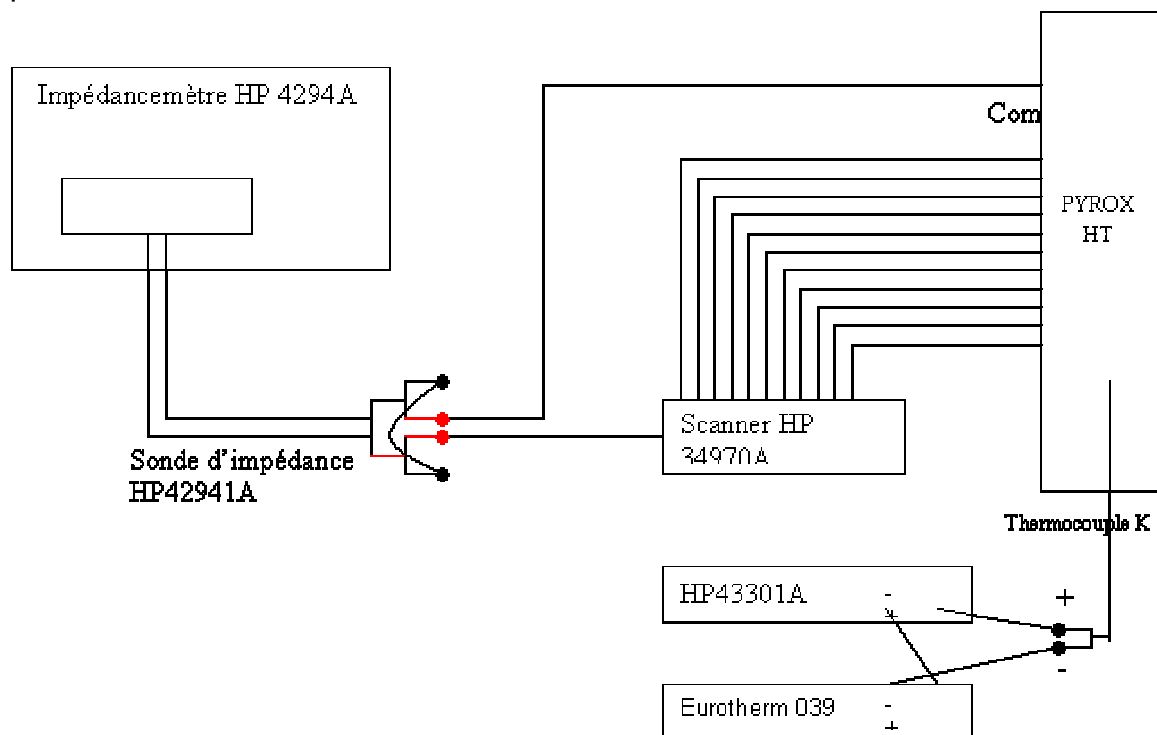 Impédancemètre HP 4294A
Com
PYROX
HT
Scanner HP
34970A
Sonde d'impédance
HP42941A
Thermocouple K
HP43301A
-
+
+
-
Eurotherm 039
-
+